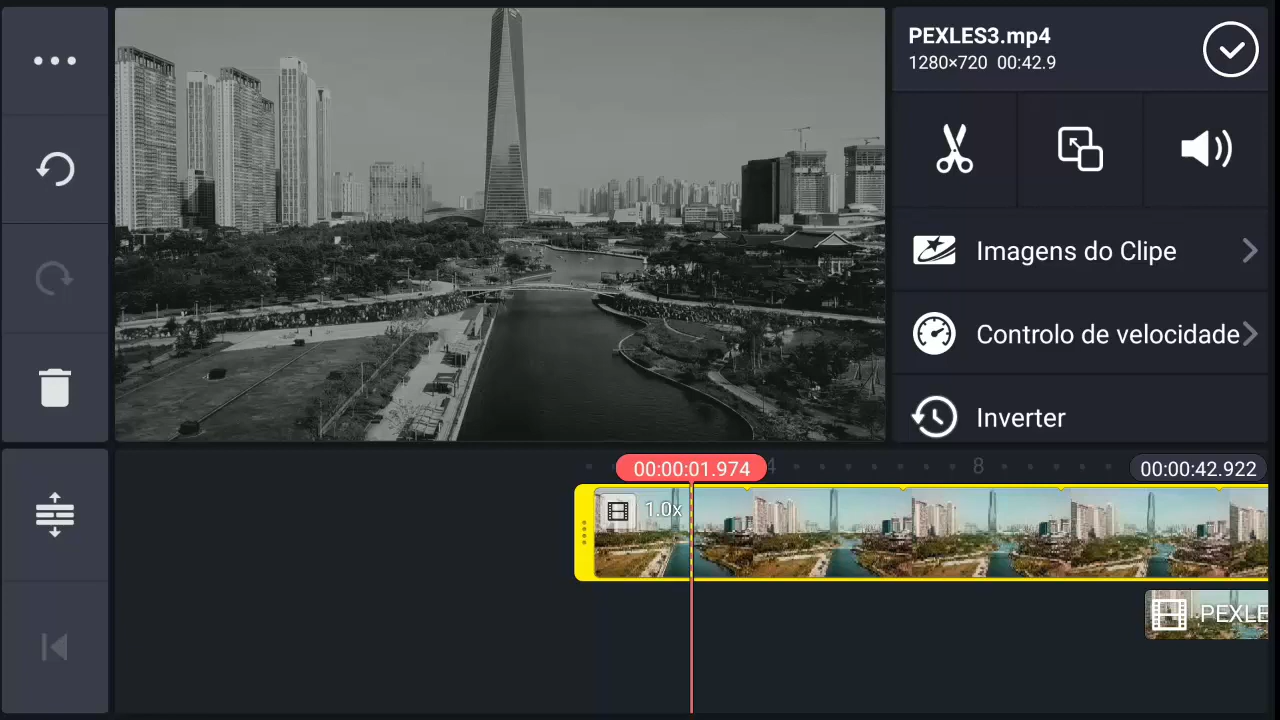 PEXLES3.mp4
1280×720 00:42.9
Imagens do Clipe
Controlo de velocidade
Inverter
00:00:01.974
4
8
00:00:42.922
1.0x
PEXLE